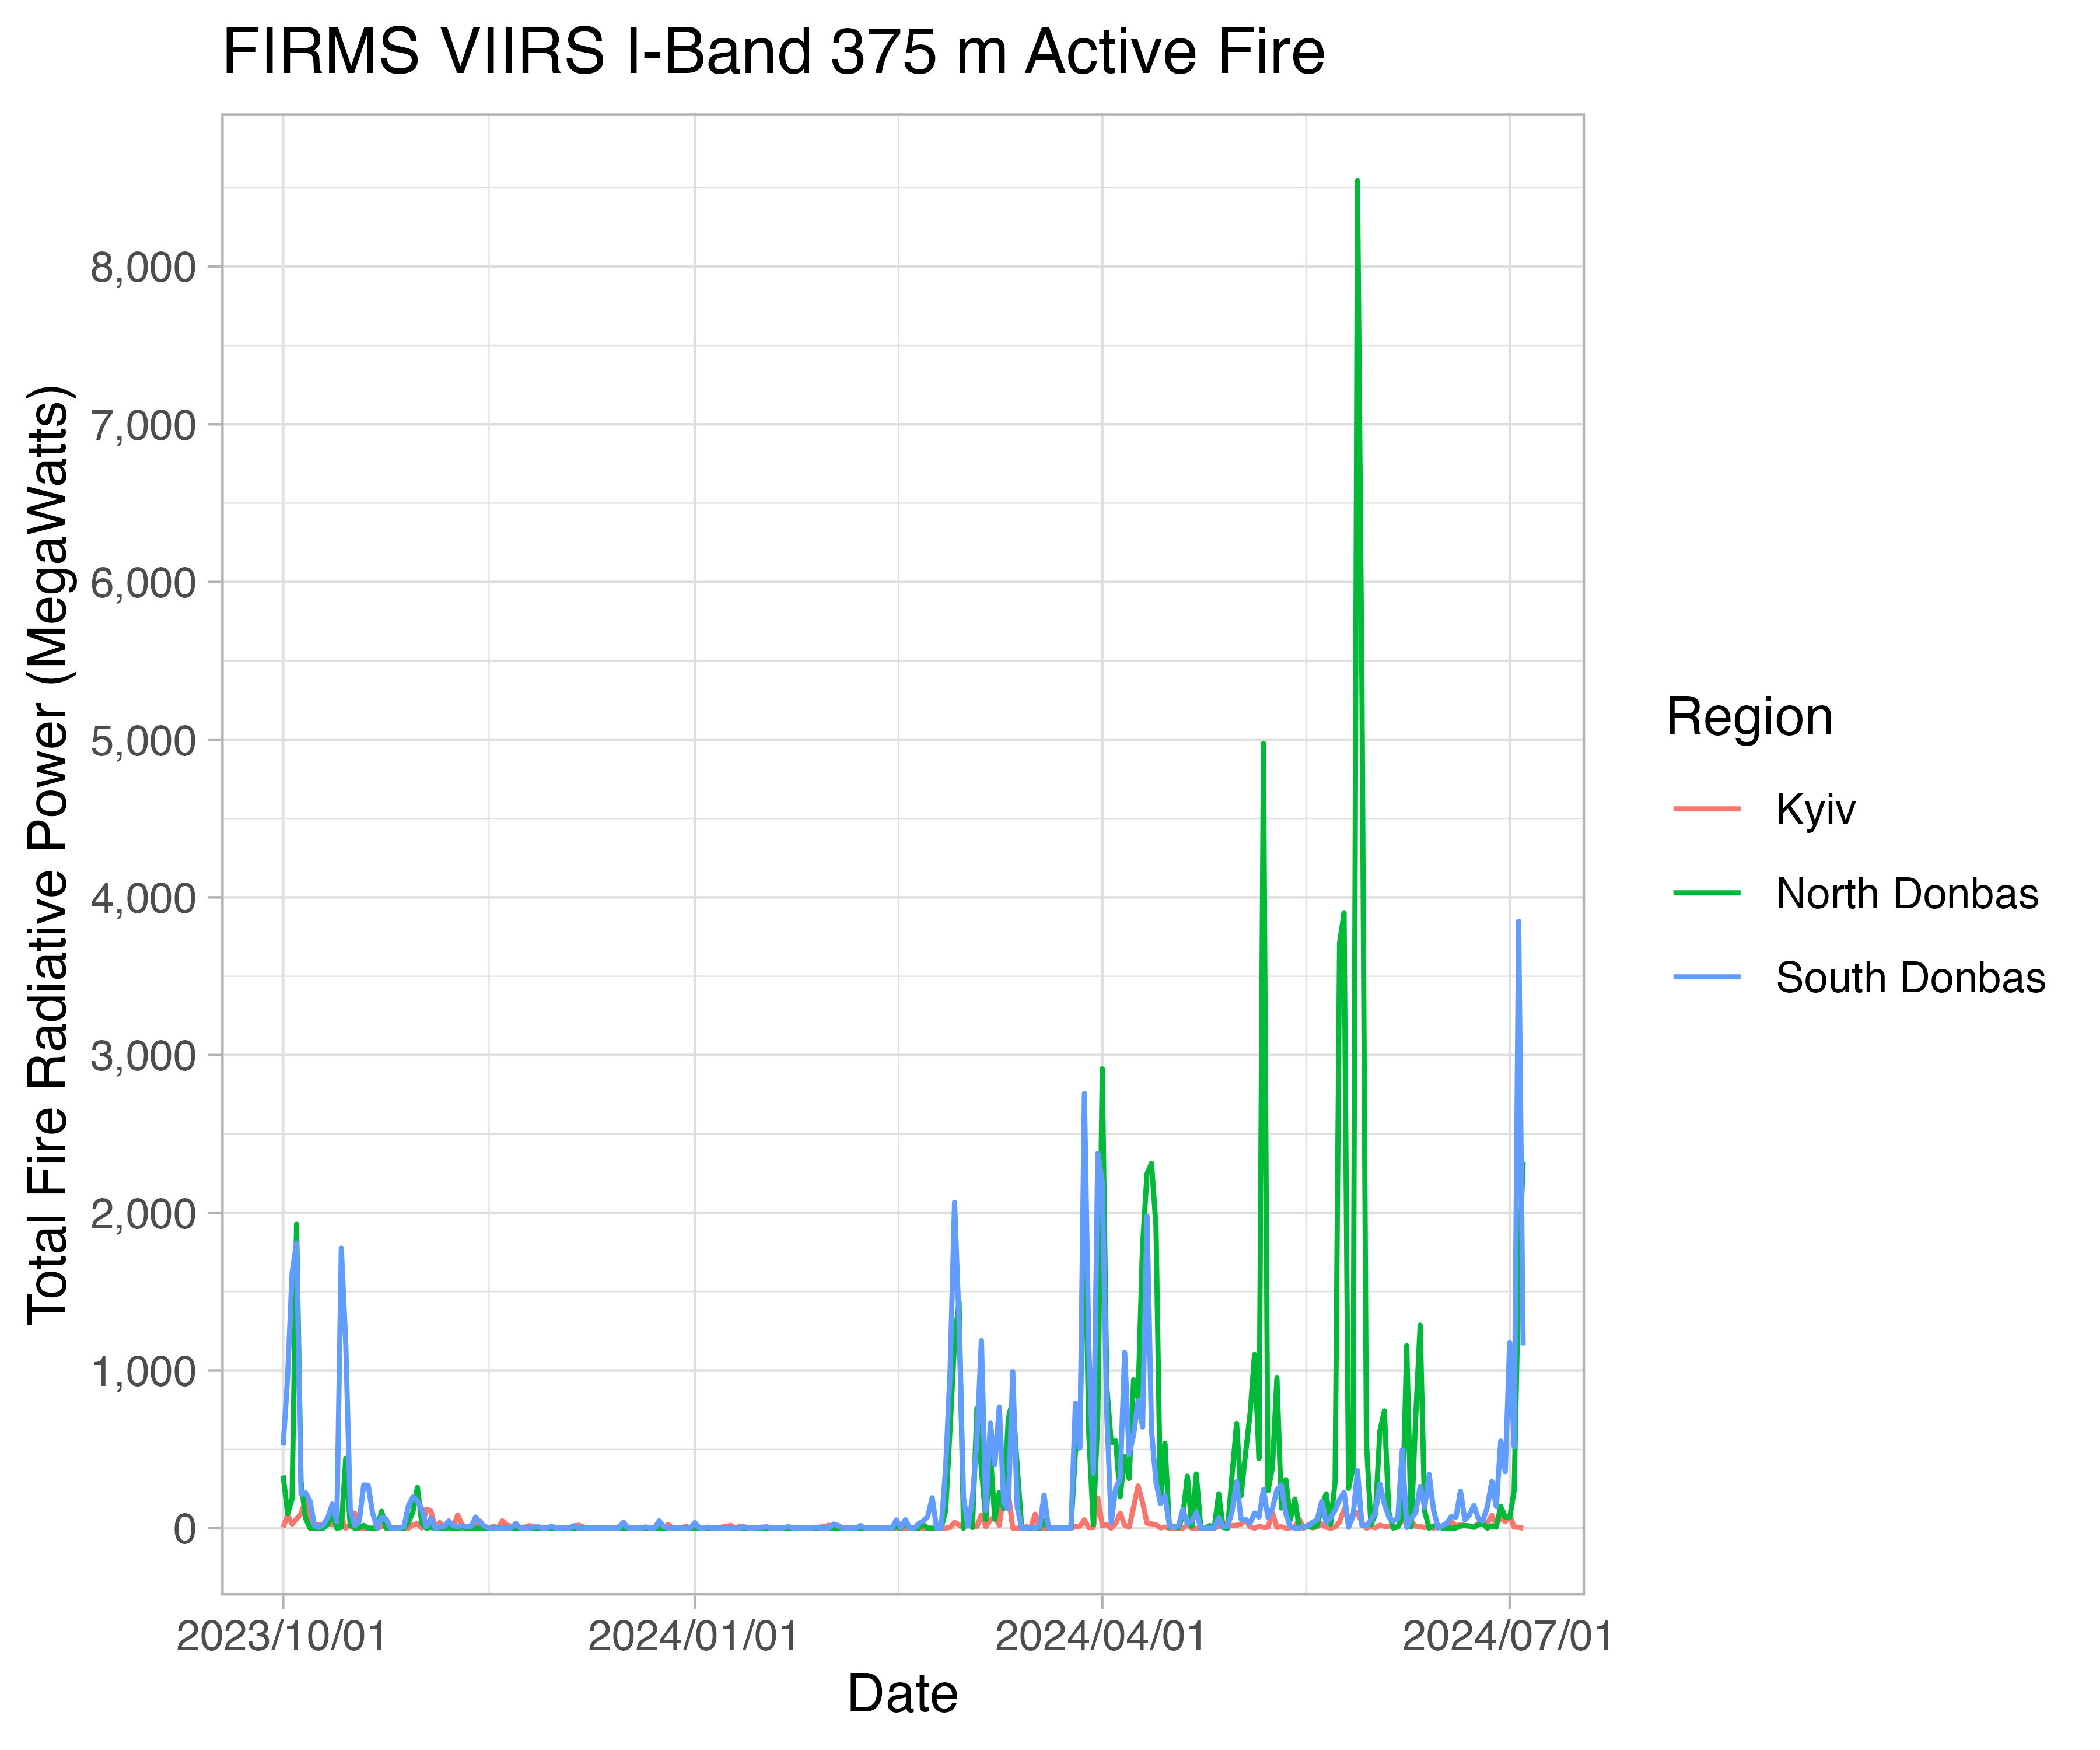 FIRMS VIIRS I-Band 375 m Active Fire
Total Fire Radiative Power (MegaWatts)
8,000
7,000
6,000
5,000
4,000
3,000
2,000
1,000
0
2023/10/01
2024/01/01
2024/04/01
2024/07/01
Date
Region
Kyiv
North Donbas
South Donbas